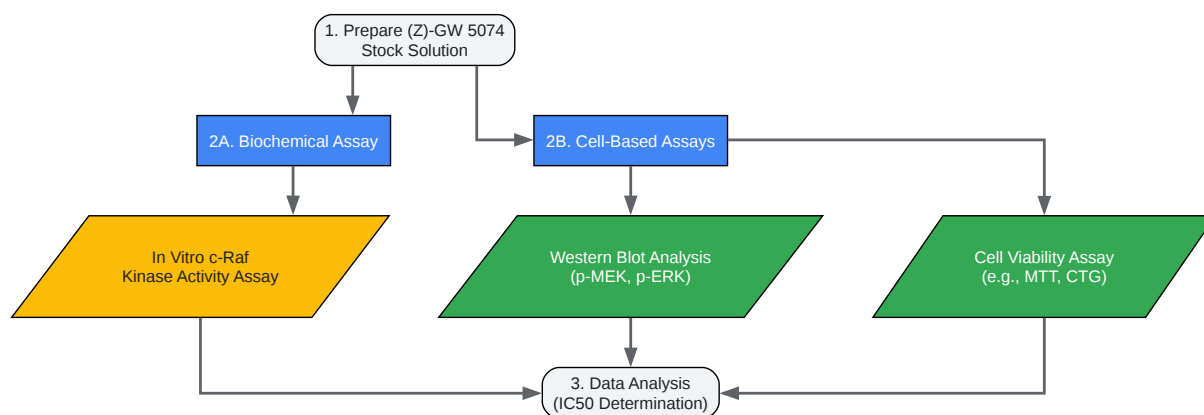 1. Prepare (Z)-GW 5074
Stock Solution
2A. Biochemical Assay
2B. Cell-Based Assays
In Vitro c-Raf
Kinase Activity Assay
Western Blot Analysis
(p-MEK, p-ERK)
Cell Viability Assay
(e.g., MTT, CTG)
3. Data Analysis
(IC50 Determination)